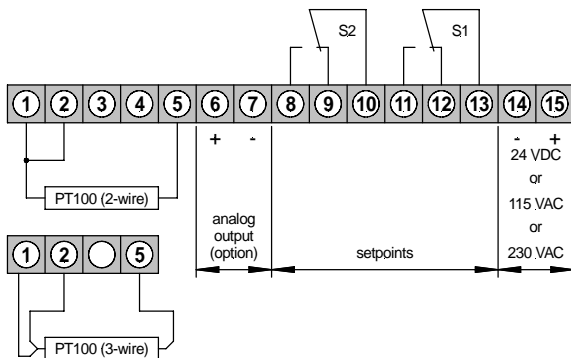 S2 S1
1 2 3 4 5 6 7 8 9 10 11 12 13 14 15
+ - - +
PT100 (2-wire)
analog
output
(option)
setpoints
24 VDC
or
115 VAC
or
230 VAC
1 2 5
PT100 (3-wire)